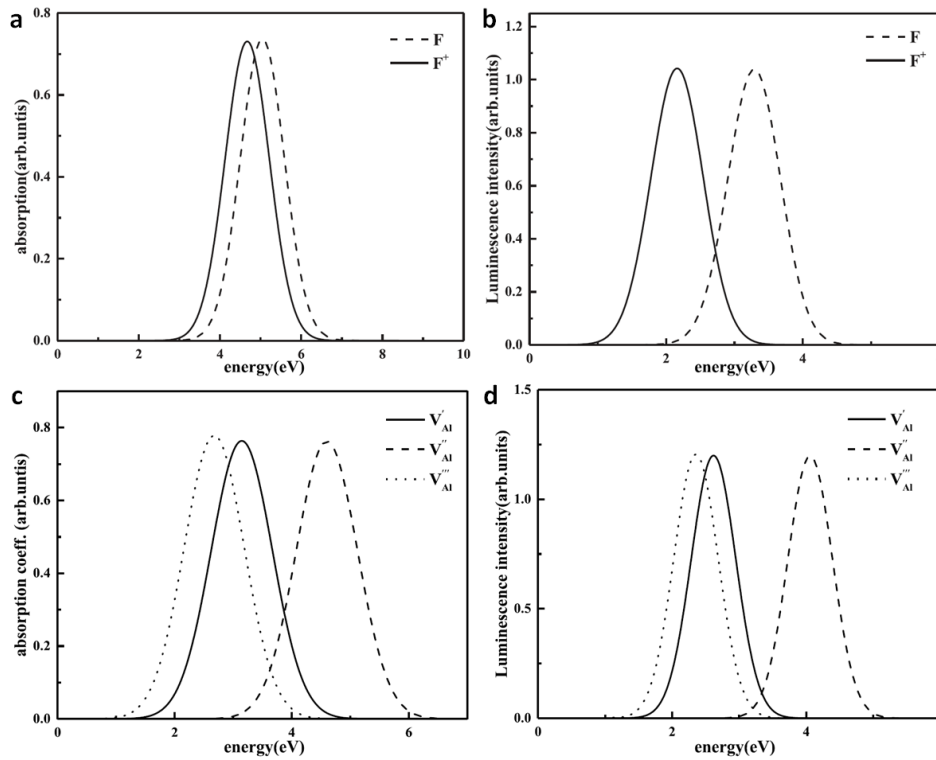 a
0.8
0.6
0.4
0.2
0.0
absorption(arb.untis)
F
F+
0 2 4 6 8 10
energy(eV)
b
1.2
1.0
0.8
0.6
0.4
0.2
0.0
Luminescence intensity(arb.units)
F
F+
0 2 4
energy(eV)
c
0.8
0.6
0.4
0.2
0.0
absorption coeff. (arb.untis)
V'Al
V''Al
V'''Al
0 2 4 6
energy(eV)
d
1.5
1.0
0.5
0.0
Luminescence intensity(arb.units)
V'Al
V''Al
V'''Al
0 2 4
energy(eV)